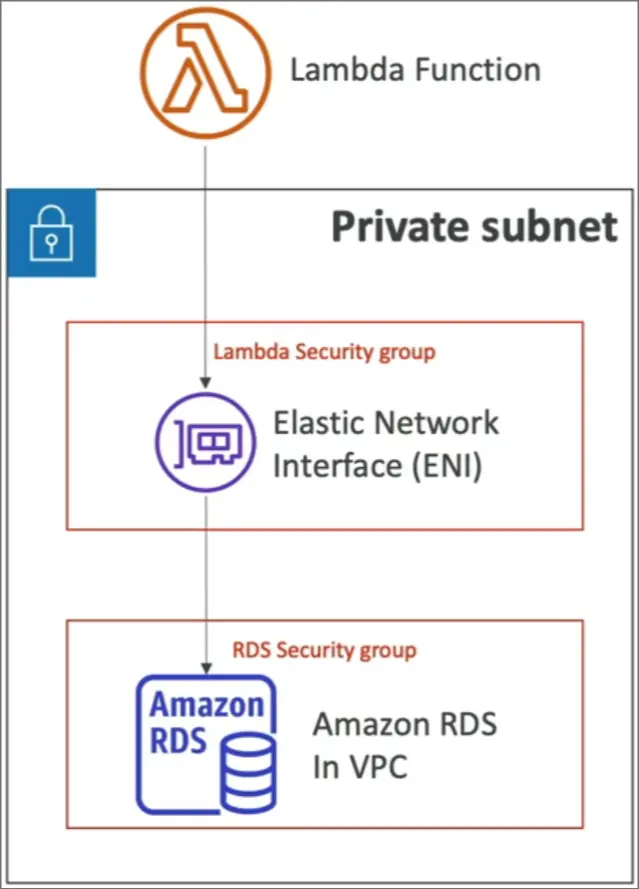 Lambda Function
Private subnet
Lambda Security group
Elastic Network
Interface (ENI)
RDS Security group
Amazon
RDS
Amazon RDS
In VPC